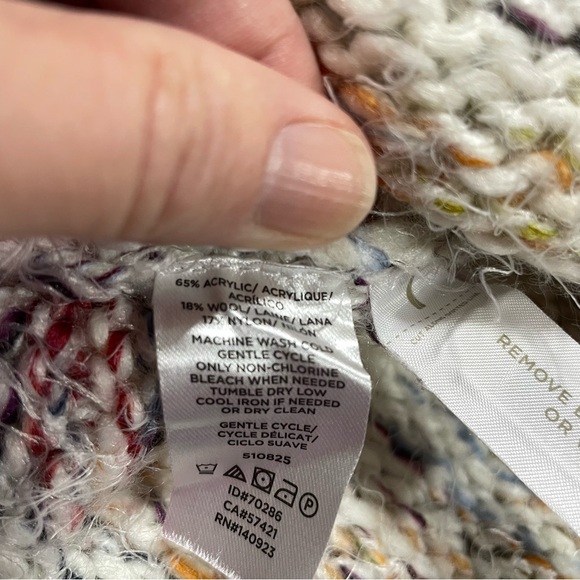 65% ACRYLIC/ ACRYLIQUE/
ACRÍLICO
18% WOOL/ LAINE/ LANA
17% NYLON/ NILON
MACHINE WASH COLD
GENTLE CYCLE
ONLY NON-CHLORINE
BLEACH WHEN NEEDED
TUMBLE DRY LOW
COOL IRON IF NEEDED
OR DRY CLEAN
GENTLE CYCLE/
CYCLE DÉLICAT/
CICLO SUAVE
510825
P
ID#70286
CA#57421
RN#140923
REMOVE
OR